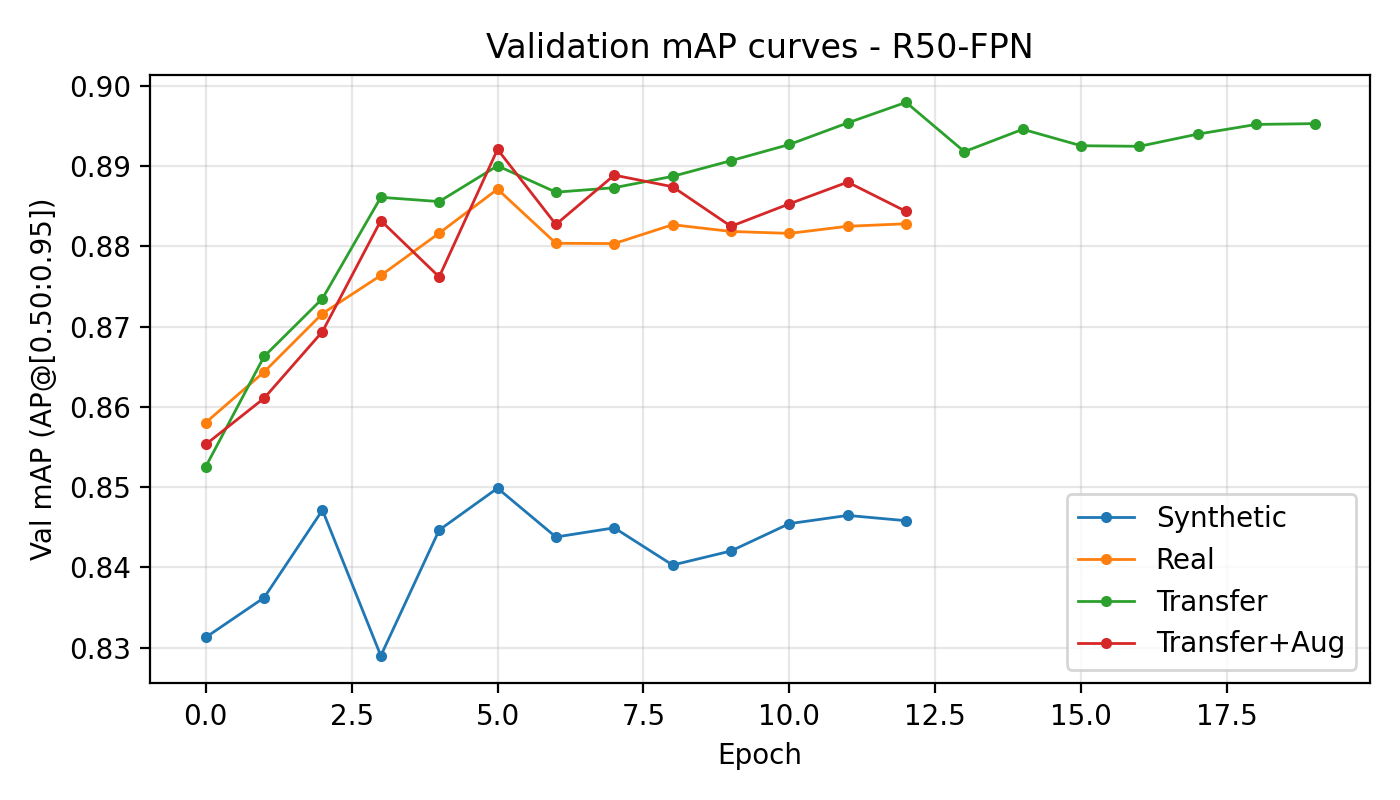 Validation mAP curves - R50-FPN
Val mAP (AP@[0.50:0.95])
0.90
0.89
0.88
0.87
0.86
0.85
0.84
0.83
Synthetic
Real
Transfer
Transfer+Aug
0.0 2.5 5.0 7.5 10.0 12.5 15.0 17.5
Epoch